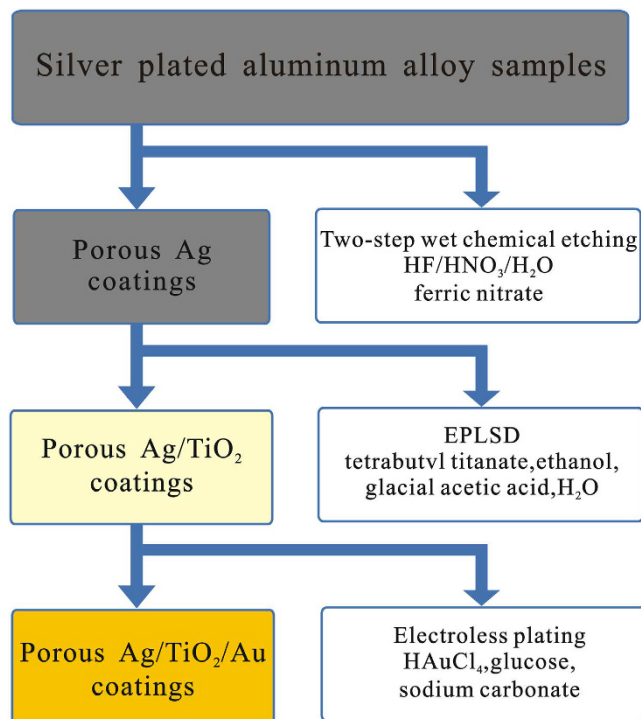 Silver plated aluminum alloy samples
Porous Ag
coatings
Two-step wet chemical etching
HF/HNO₃/H₂O
ferric nitrate
Porous Ag/TiO₂
coatings
EPLSD
tetrabutvl titanate,ethanol,
glacial acetic acid,H₂O
Porous Ag/TiO₂/Au
coatings
Electroless plating
HAuCl₄,glucose,
sodium carbonate